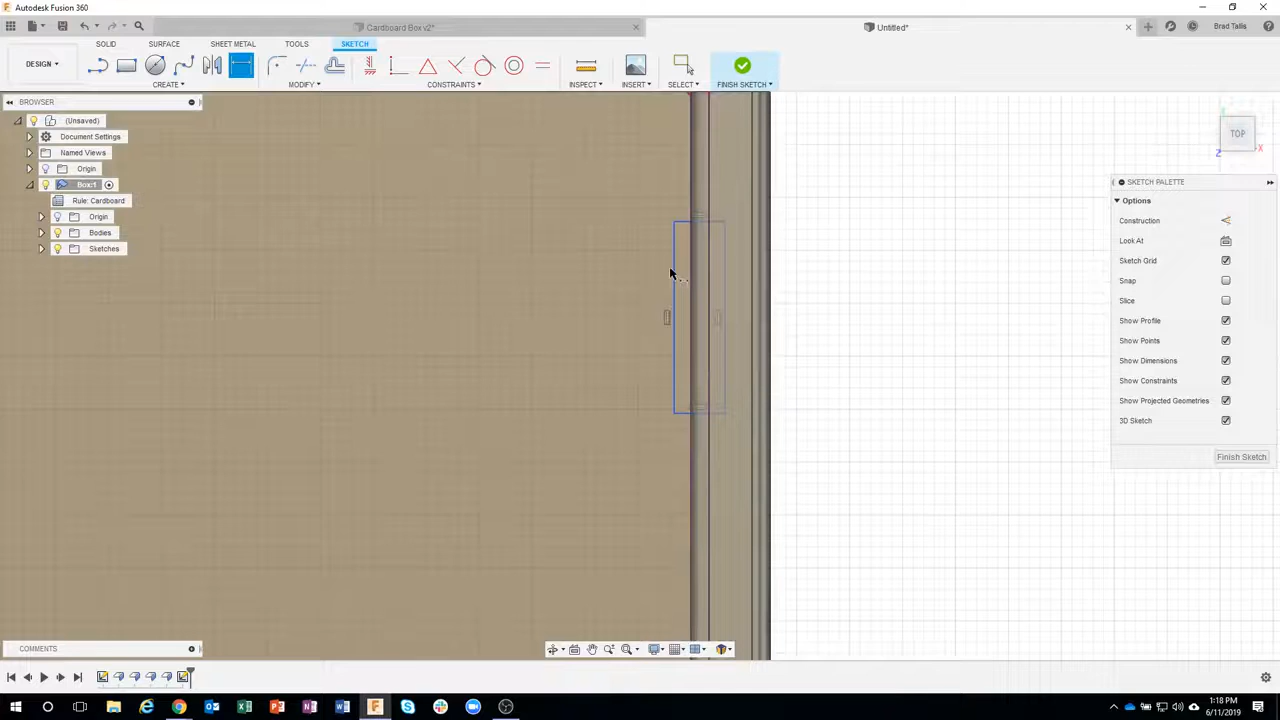 Autodesk Fusion 360
Cardboard Box v2*
Untitled*
Brad Tallis
SOLID
SURFACE
SHEET METAL
TOOLS
SKETCH
DESIGN
CREATE
MODIFY
CONSTRAINTS
INSPECT
INSERT
SELECT
FINISH SKETCH
BROWSER
(Unsaved)
Document Settings
Named Views
Origin
Box:1
Rule: Cardboard
Origin
Bodies
Sketches
TOP
Z
X
SKETCH PALETTE
Options
Construction
Look At
Sketch Grid
Snap
Slice
Show Profile
Show Points
Show Dimensions
Show Constraints
Show Projected Geometries
3D Sketch
Finish Sketch
COMMENTS
1:18 PM
6/11/2019